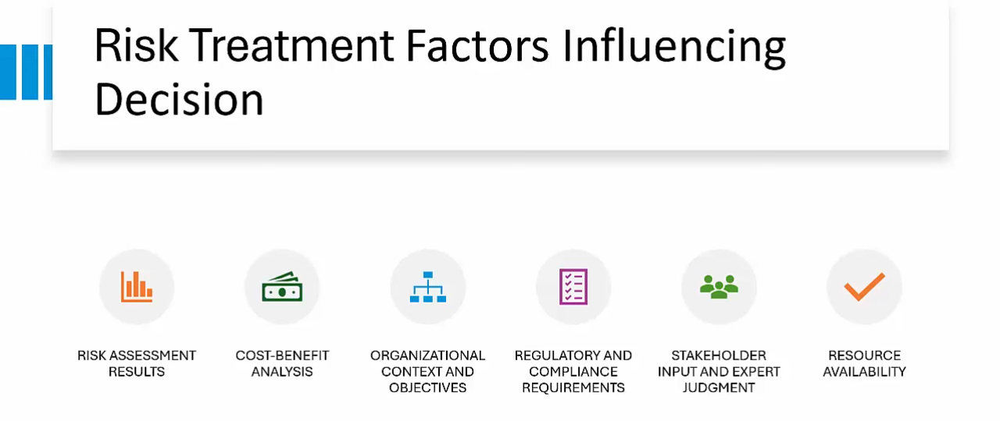 Risk Treatment Factors Influencing
Decision
RISK ASSESSMENT
RESULTS
COST-BENEFIT
ANALYSIS
ORGANIZATIONAL
CONTEXT AND
OBJECTIVES
REGULATORY AND
COMPLIANCE
REQUIREMENTS
STAKEHOLDER
INPUT AND EXPERT
JUDGMENT
RESOURCE
AVAILABILITY